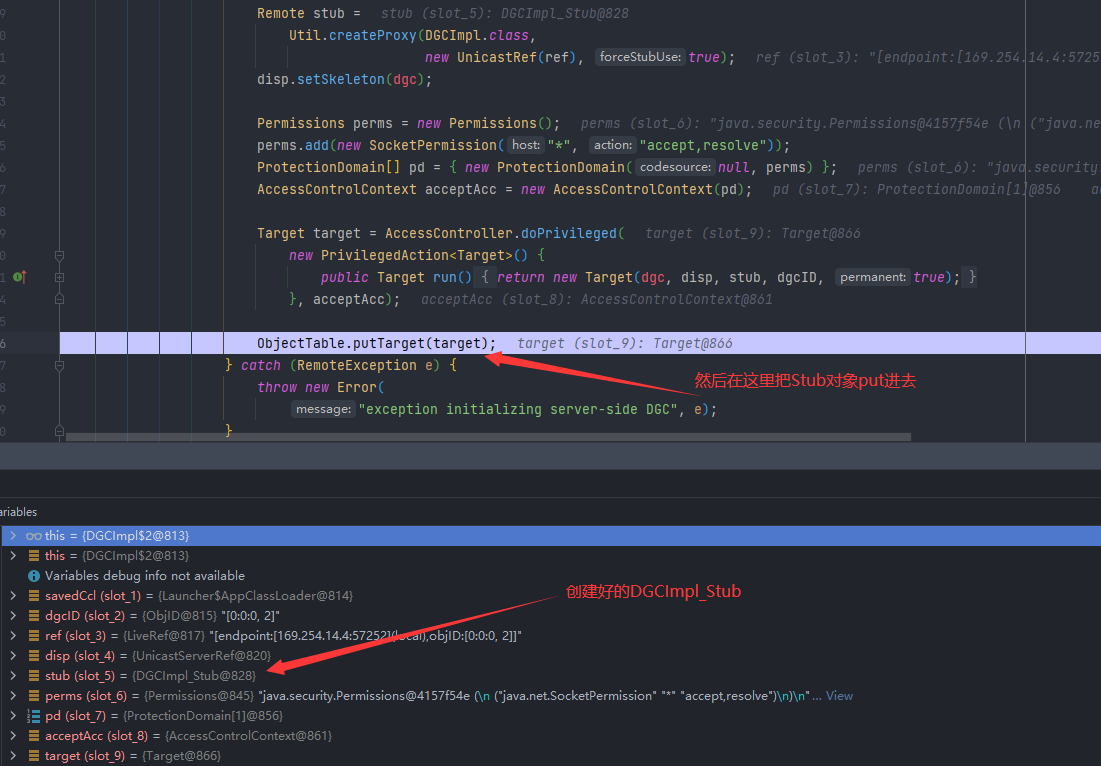 Remote stub = stub (slot_5): DGCImpl_Stub@828
Util.createProxy(DGCImpl.class,
new UnicastRef(ref), forceStubUse: true); ref (slot_3): "[endpoint:[169.254.14.4:5725
disp.setSkeleton(dgc);
Permissions perms = new Permissions(); perms (slot_6): "java.security.Permissions@4157f54e (\n ("java.ne
perms.add(new SocketPermission( host: "*", action: "accept,resolve"));
ProtectionDomain[] pd = { new ProtectionDomain( codesource: null, perms) }; perms (slot_6): "java.security.
AccessControlContext acceptAcc = new AccessControlContext(pd); pd (slot_7): ProtectionDomain[1]@856
Target target = AccessController.doPrivileged( target (slot_9): Target@866
new PrivilegedAction<Target>() {
public Target run() { return new Target(dgc, disp, stub, dgcID, permanent: true); }
}, acceptAcc); acceptAcc (slot_8): AccessControlContext@861
ObjectTable.putTarget(target); target (slot_9): Target@866
} catch (RemoteException e) {
然后在这里把Stub对象put进去
throw new Error(
message: "exception initializing server-side DGC", e);
}
ariables
this = {DGCImpl$2@813}
this = {DGCImpl$2@813}
Variables debug info not available
创建好的DGCImpl_Stub
savedCcl (slot_1) = {Launcher$AppClassLoader@814}
dgcID (slot_2) = {ObjID@815} "[0:0:0, 2]"
ref (slot_3) = {LiveRef@817} "[endpoint:[169.254.14.4:57252](local),objID:[0:0:0, 2]]"
disp (slot_4) = {UnicastServerRef@820}
stub (slot_5) = {DGCImpl_Stub@828}
perms (slot_6) = {Permissions@845} "java.security.Permissions@4157f54e (\n ("java.net.SocketPermission" "*" "accept,resolve")\n)\n"... View
pd (slot_7) = {ProtectionDomain[1]@856}
acceptAcc (slot_8) = {AccessControlContext@861}
target (slot_9) = {Target@866}